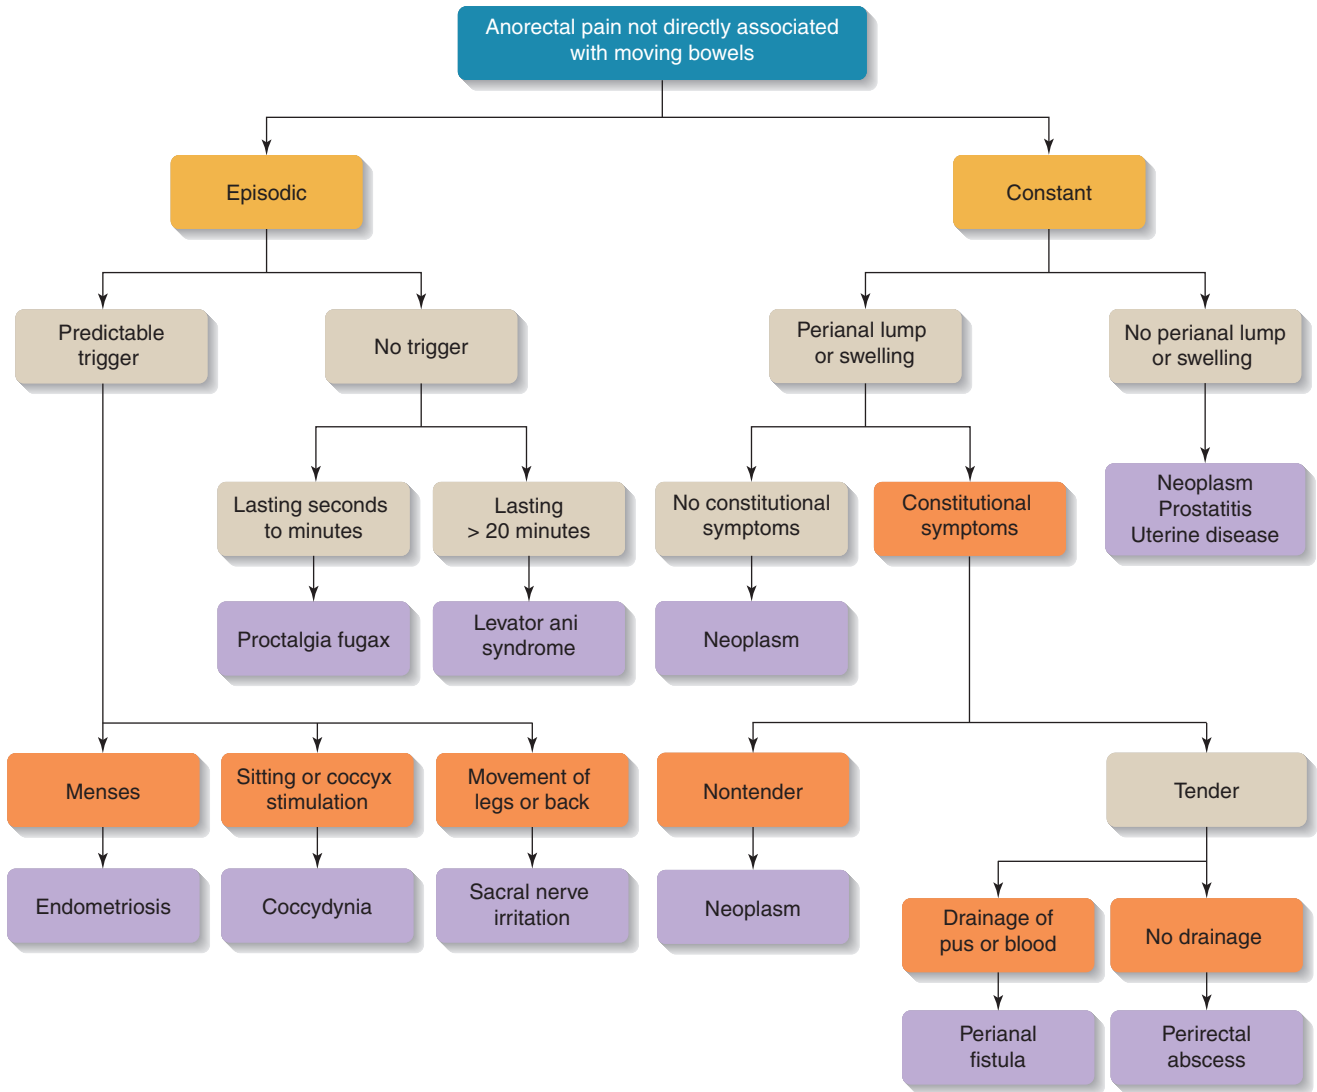 Anorectal pain not directly associated
with moving bowels
Episodic
Constant
Predictable
trigger
No trigger
Perianal lump
or swelling
No perianal lump
or swelling
Lasting seconds
to minutes
Lasting
> 20 minutes
No constitutional
symptoms
Constitutional
symptoms
Neoplasm
Prostatitis
Uterine disease
Proctalgia fugax
Levator ani
syndrome
Neoplasm
Menses
Sitting or coccyx
stimulation
Movement of
legs or back
Nontender
Tender
Endometriosis
Coccydynia
Sacral nerve
irritation
Neoplasm
Drainage of
pus or blood
No drainage
Perianal
fistula
Perirectal
abscess